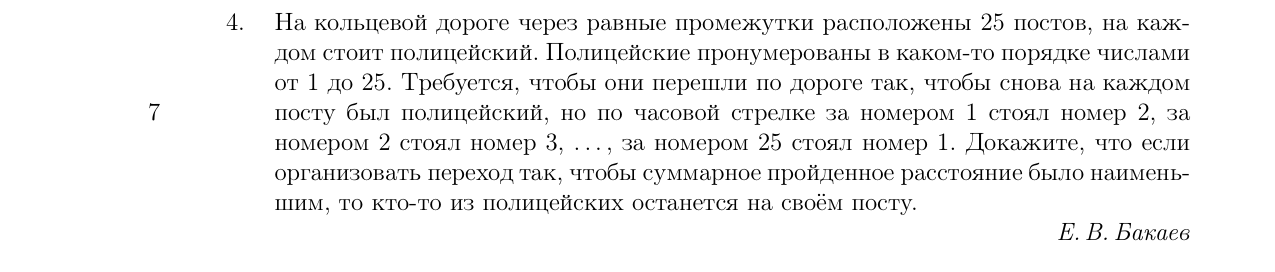 4. На кольцевой дороге через равные промежутки расположены 25 постов, на каж-
дом стоит полицейский. Полицейские пронумерованы в каком-то порядке числами
от 1 до 25. Требуется, чтобы они перешли по дороге так, чтобы снова на каждом
7 посту был полицейский, но по часовой стрелке за номером 1 стоял номер 2, за
номером 2 стоял номер 3, ..., за номером 25 стоял номер 1. Докажите, что если
организовать переход так, чтобы суммарное пройденное расстояние было наимень-
шим, то кто-то из полицейских останется на своём посту.
Е. В. Бакаев